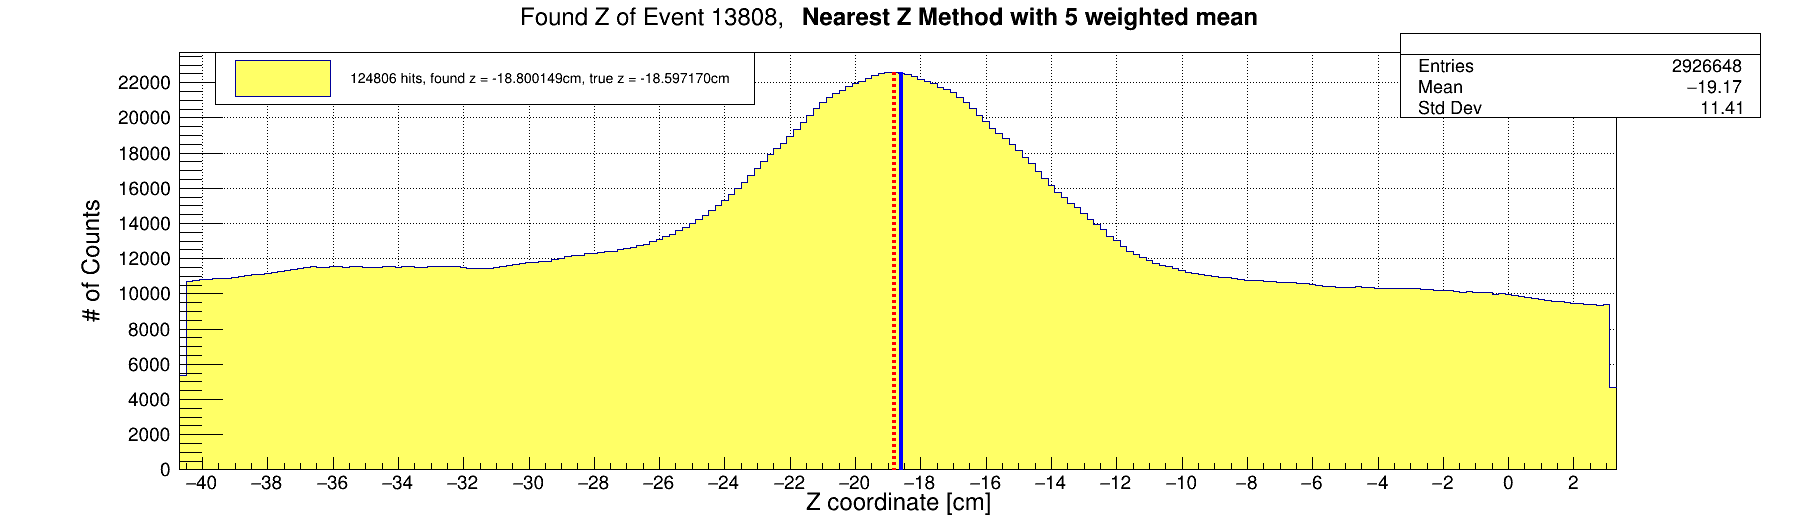 Found Z of Event 13808, Nearest Z Method with 5 weighted mean
124806 hits, found z = -18.800149cm, true z = -18.597170cm
Entries 2926648
Mean −19.17
Std Dev 11.41
# of Counts
22000
20000
18000
16000
14000
12000
10000
8000
6000
4000
2000
0
−40 −38 −36 −34 −32 −30 −28 −26 −24 −22 −20 −18 −16 −14 −12 −10 −8 −6 −4 −2 0 2
Z coordinate [cm]